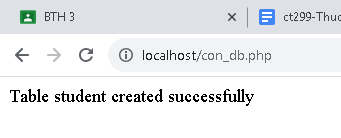 BTH 3
ct299-Thuc
localhost/con_db.php
Table student created successfully